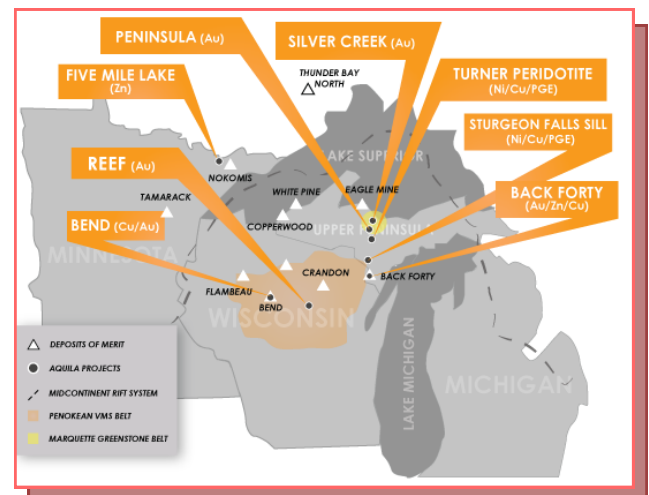 PENINSULA (Au)
SILVER CREEK (Au)
FIVE MILE LAKE
(Zn)
THUNDER BAY
NORTH
TURNER PERIDOTITE
(Ni/Cu/PGE)
STURGEON FALLS SILL
(Ni/Cu/PGE)
REEF (Au)
LAKE SUPERIOR
NOKOMIS
BACK FORTY
(Au/Zn/Cu)
TAMARACK
WHITE PINE
EAGLE MINE
BEND (Cu/Au)
COPPERWOOD
UPPER PENINSULA
MINNESOTA
CRANDON
BACK FORTY
FLAMBEAU
BEND
WISCONSIN
LAKE MICHIGAN
MICHIGAN
DEPOSITS OF MERIT
AQUILA PROJECTS
MIDCONTINENT RIFT SYSTEM
PENOKEAN VMS BELT
MARQUETTE GREENSTONE BELT